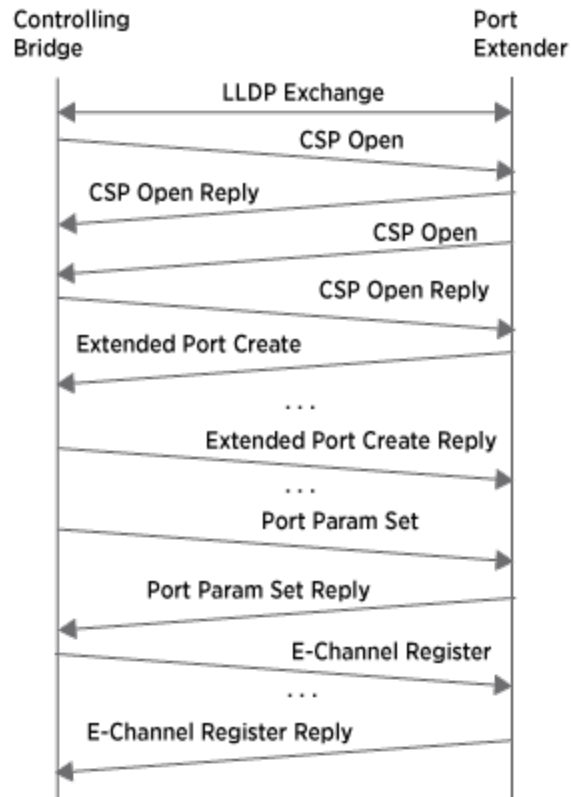 Controlling
Bridge
Port
Extender
LLDP Exchange
CSP Open
CSP Open Reply
CSP Open
CSP Open Reply
Extended Port Create
...
Extended Port Create Reply
...
Port Param Set
Port Param Set Reply
E-Channel Register
...
E-Channel Register Reply